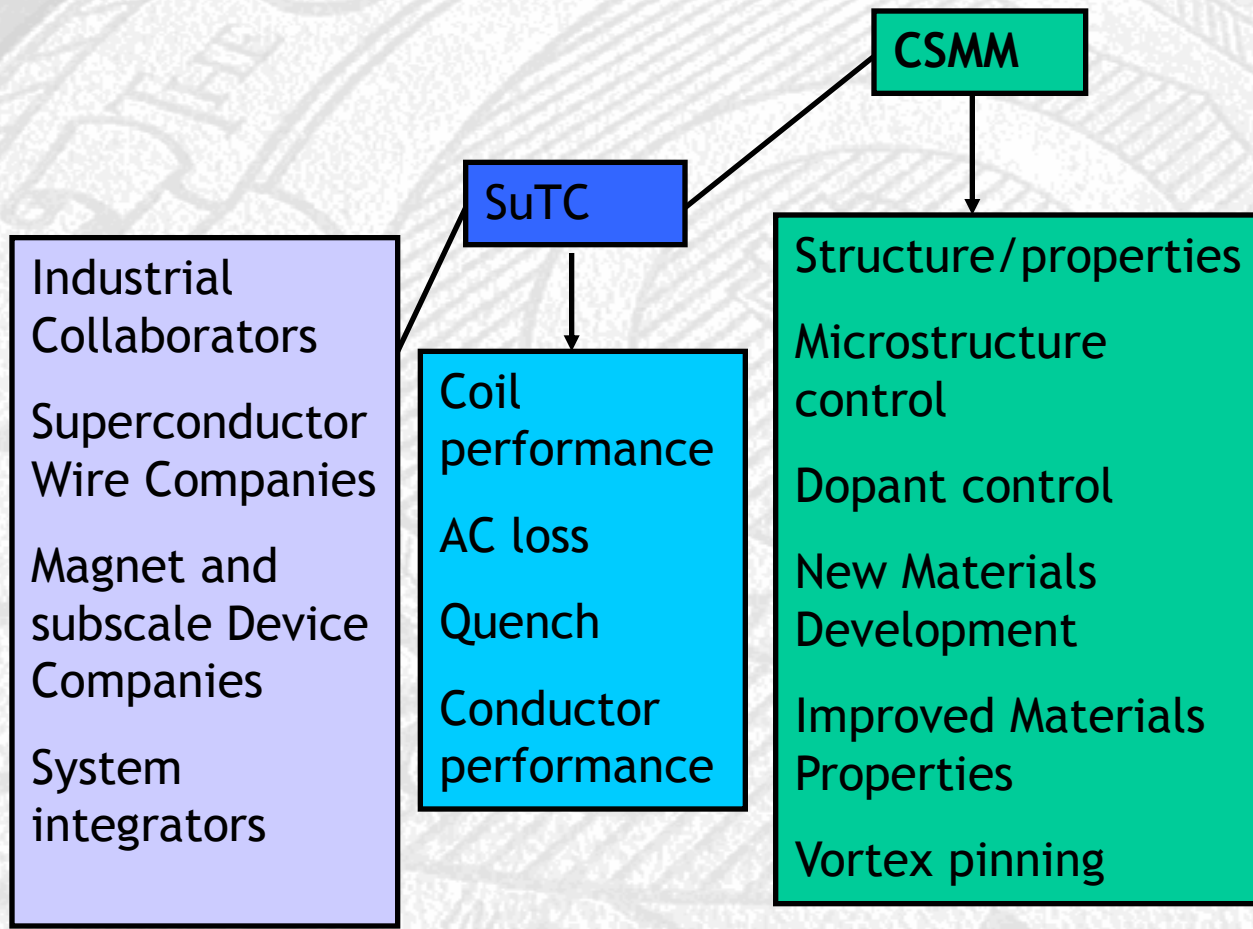 CSMM
SuTC
Industrial
Collaborators
Superconductor
Wire Companies
Magnet and
subscale Device
Companies
System
integrators
Coil
performance
AC loss
Quench
Conductor
performance
Structure/properties
Microstructure
control
Dopant control
New Materials
Development
Improved Materials
Properties
Vortex pinning